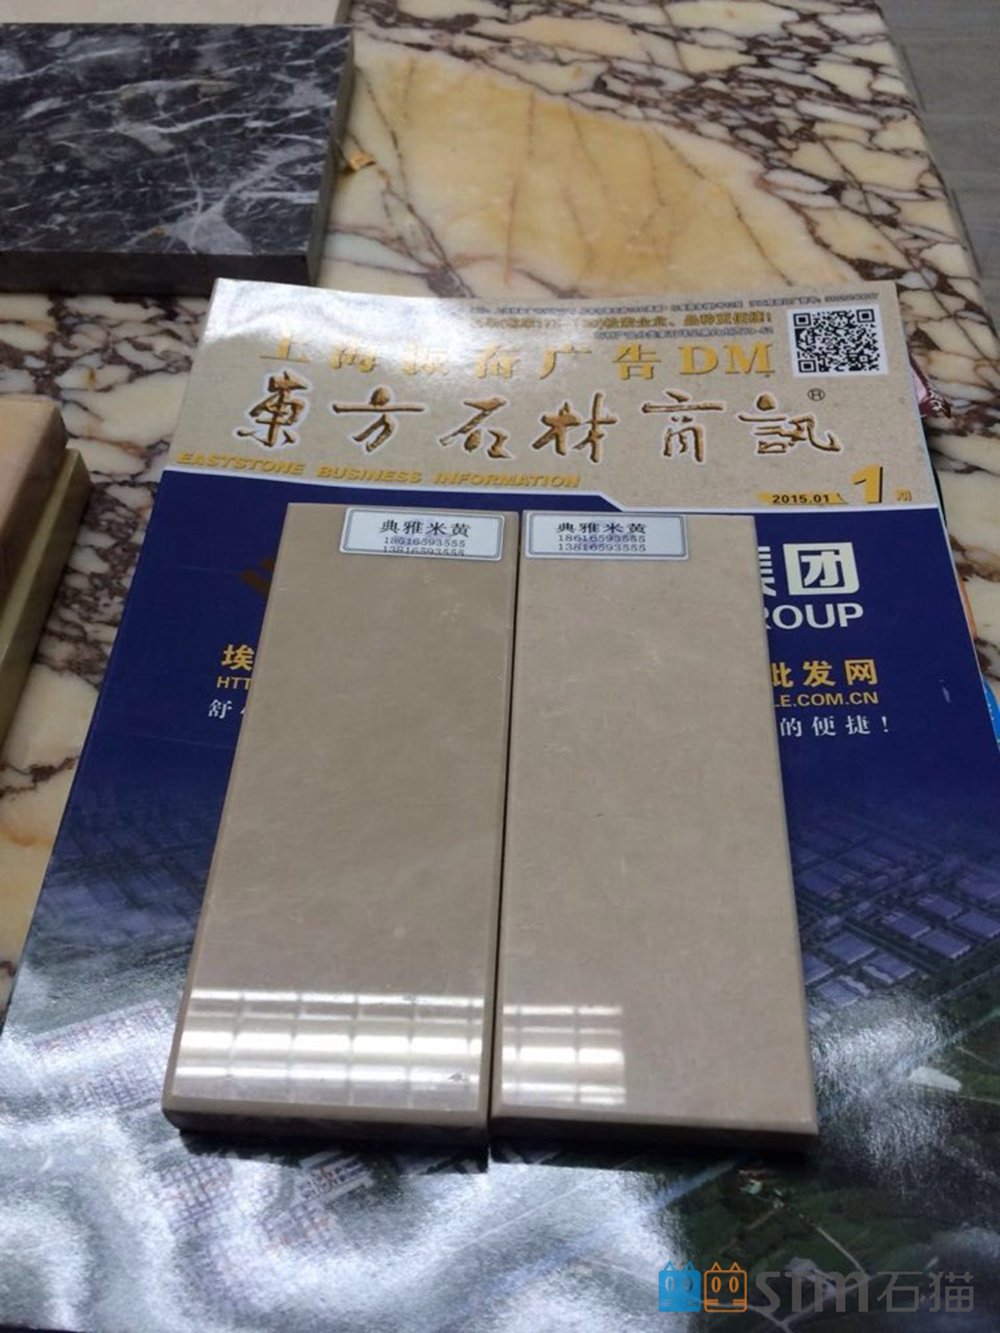 上海振奋广告DM
東方石材商訊®
EASTSTONE BUSINESS INFORMATION
2015.01 1期
典雅米黄
18616593555
13816593555
典雅米黄
18616593555
13816593555
集团
ROUP
埃
批发网
HTT
LE.COM.CN
舒
的便捷!
STM石猫